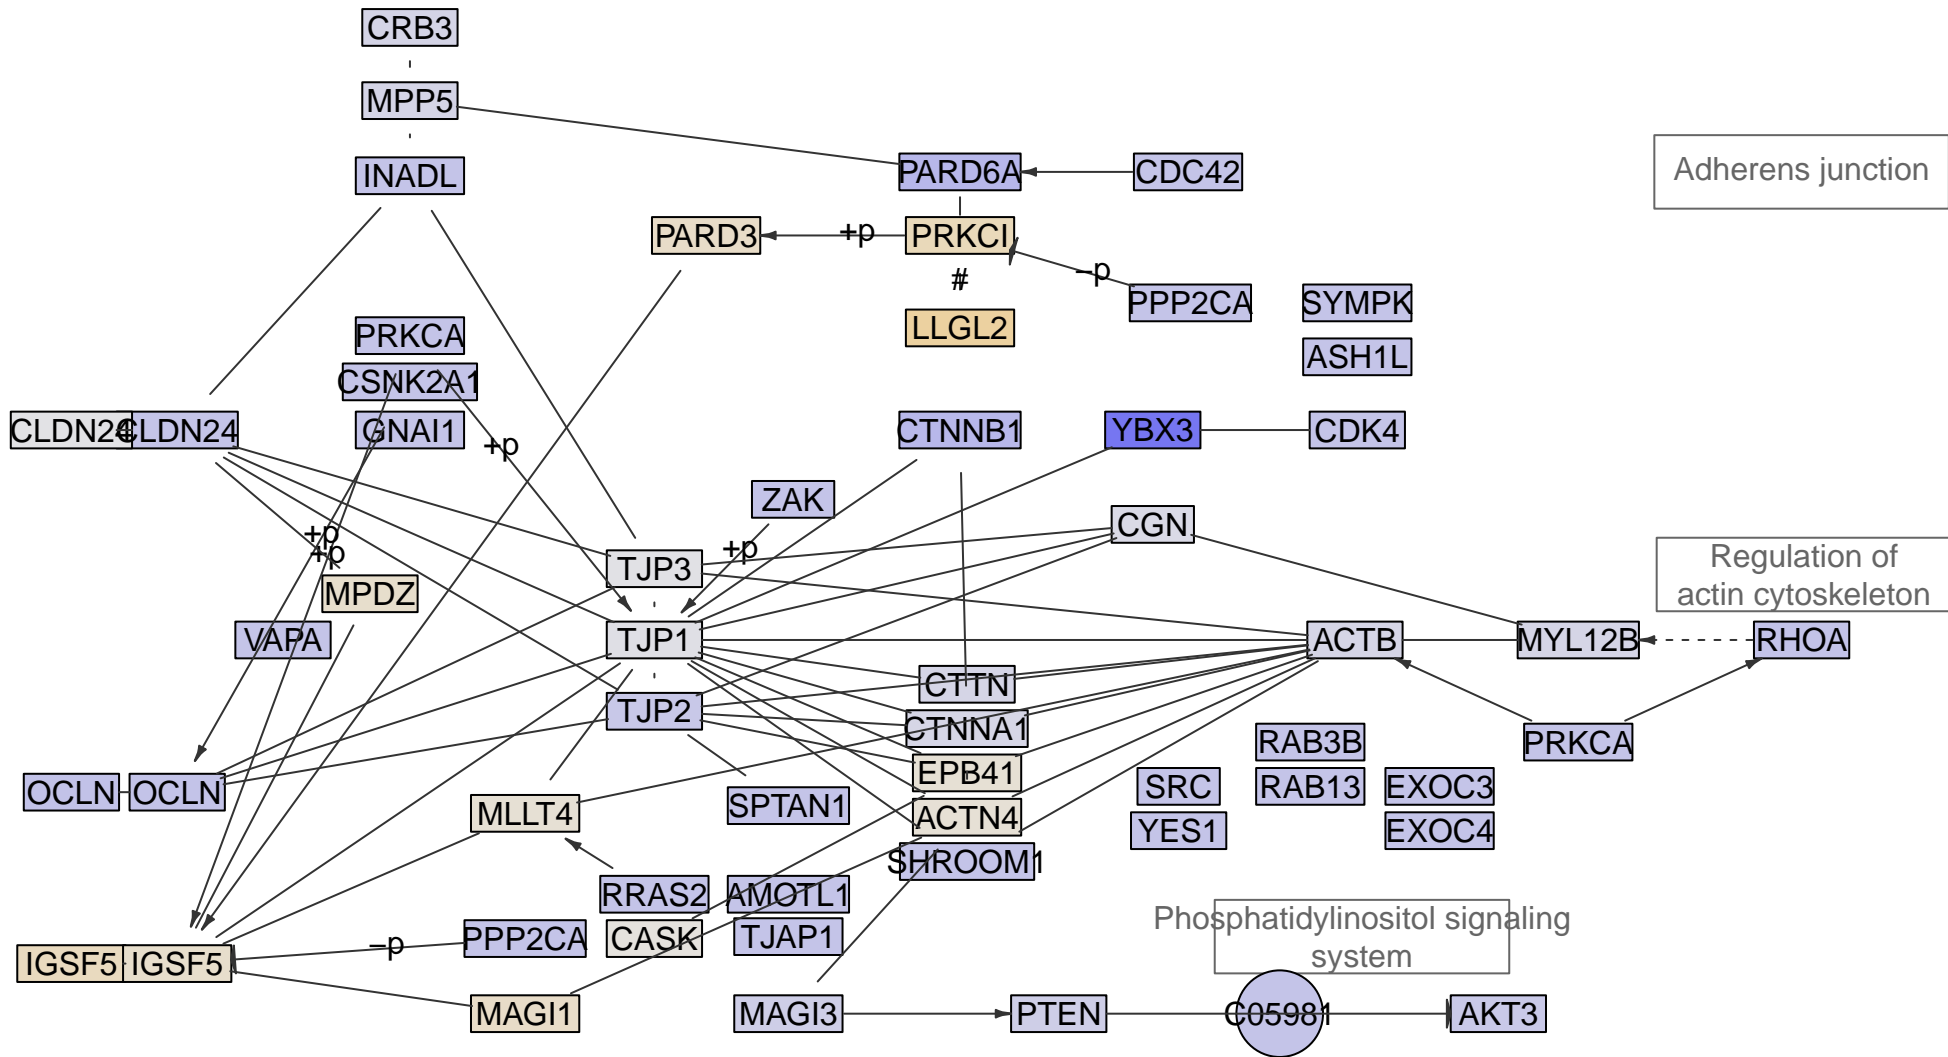 CRB3
MPP5
INADL
PARD6A
CDC42
Adherens junction
PARD3
+p
PRKCI
−p
#
PPP2CA
SYMPK
LLGL2
PRKCA
ASH1L
CSNK2A1
CLDN24
CLDN24
GNAI1
+p
CTNNB1
YBX3
CDK4
ZAK
CGN
+p
+p
+p
TJP3
MPDZ
Regulation of
actin cytoskeleton
VAPA
TJP1
ACTB
MYL12B
RHOA
CTTN
TJP2
CTNNA1
RAB3B
PRKCA
EPB41
OCLN
OCLN
SRC
RAB13
EXOC3
MLLT4
SPTAN1
ACTN4
YES1
EXOC4
SHROOM1
RRAS2
AMOTL1
Phosphatidylinositol signaling
system
−p
PPP2CA
CASK
TJAP1
IGSF5
IGSF5
MAGI1
MAGI3
PTEN
C05981
AKT3